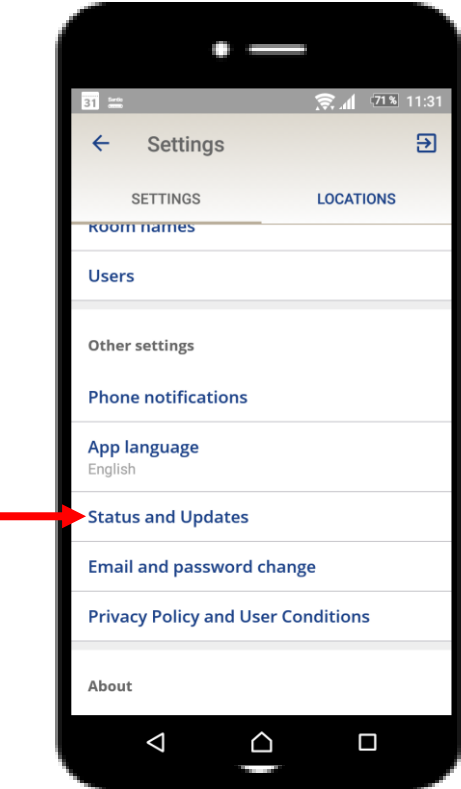 31
71% 11:31
Settings
SETTINGS LOCATIONS
Room names
Users
Other settings
Phone notifications
App language
English
Status and Updates
Email and password change
Privacy Policy and User Conditions
About